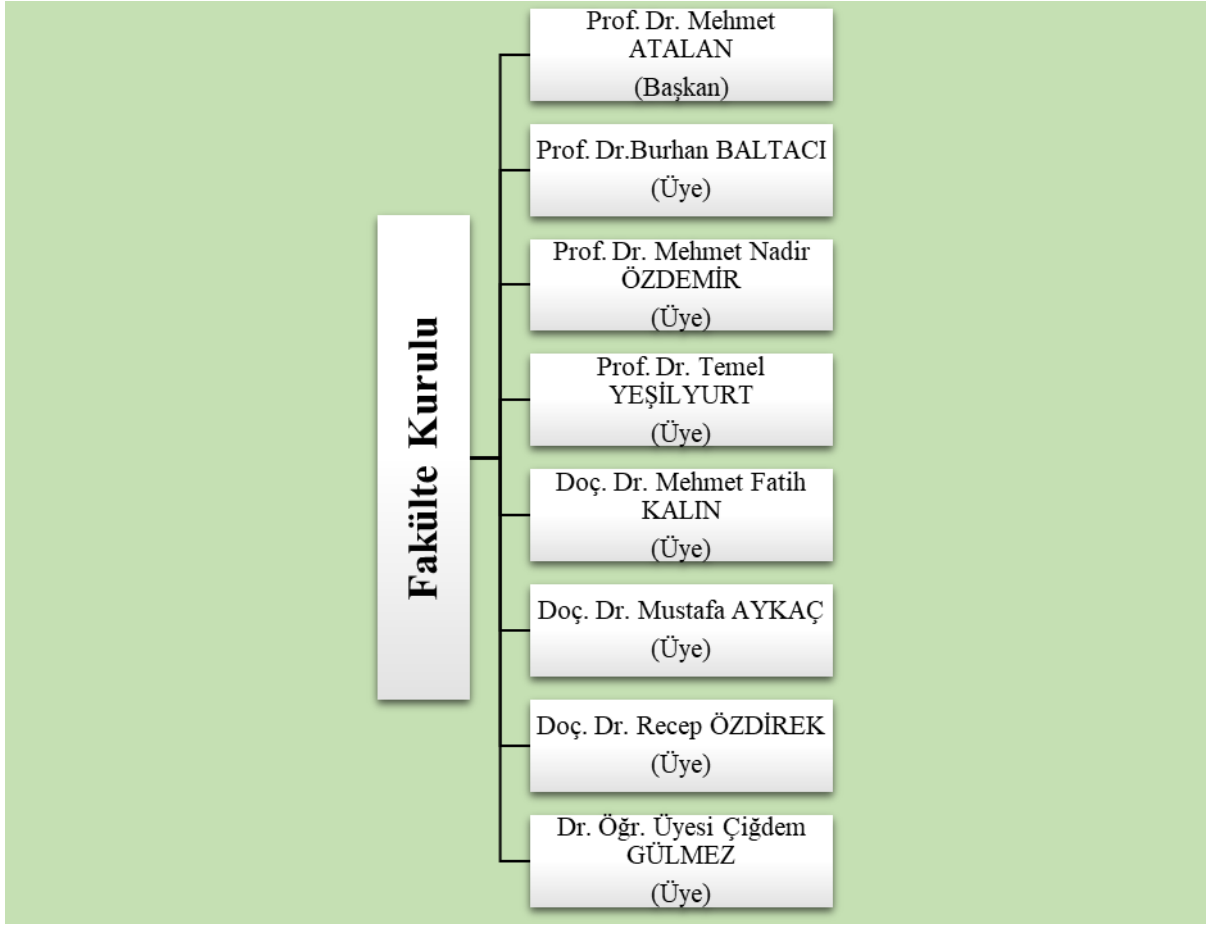 Fakülte Kurulu
Prof. Dr. Mehmet
ATALAN
(Başkan)
Prof. Dr.Burhan BALTACI
(Üye)
Prof. Dr. Mehmet Nadir
ÖZDEMİR
(Üye)
Prof. Dr. Temel
YEŞİLYURT
(Üye)
Doç. Dr. Mehmet Fatih
KALIN
(Üye)
Doç. Dr. Mustafa AYKAÇ
(Üye)
Doç. Dr. Recep ÖZDİREK
(Üye)
Dr. Öğr. Üyesi Çiğdem
GÜLMEZ
(Üye)